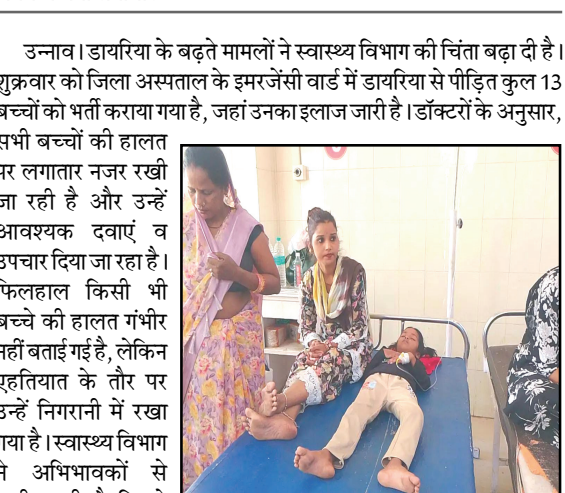 उन्नाव। डायरिया के बढ़ते मामलों ने स्वास्थ्य विभाग की चिंता बढ़ा दी है।
शुक्रवार को जिला अस्पताल के इमरजेंसी वार्ड में डायरिया से पीड़ित कुल 13
बच्चों को भर्ती कराया गया है, जहां उनका इलाज जारी है। डॉक्टरों के अनुसार,
सभी बच्चों की हालत
पर लगातार नजर रखी
जा रही है और उन्हें
आवश्यक दवाएं व
उपचार दिया जा रहा है।
फिलहाल किसी भी
बच्चे की हालत गंभीर
नहीं बताई गई है, लेकिन
एहतियात के तौर पर
उन्हें निगरानी में रखा
गया है। स्वास्थ्य विभाग
ने अभिभावकों से